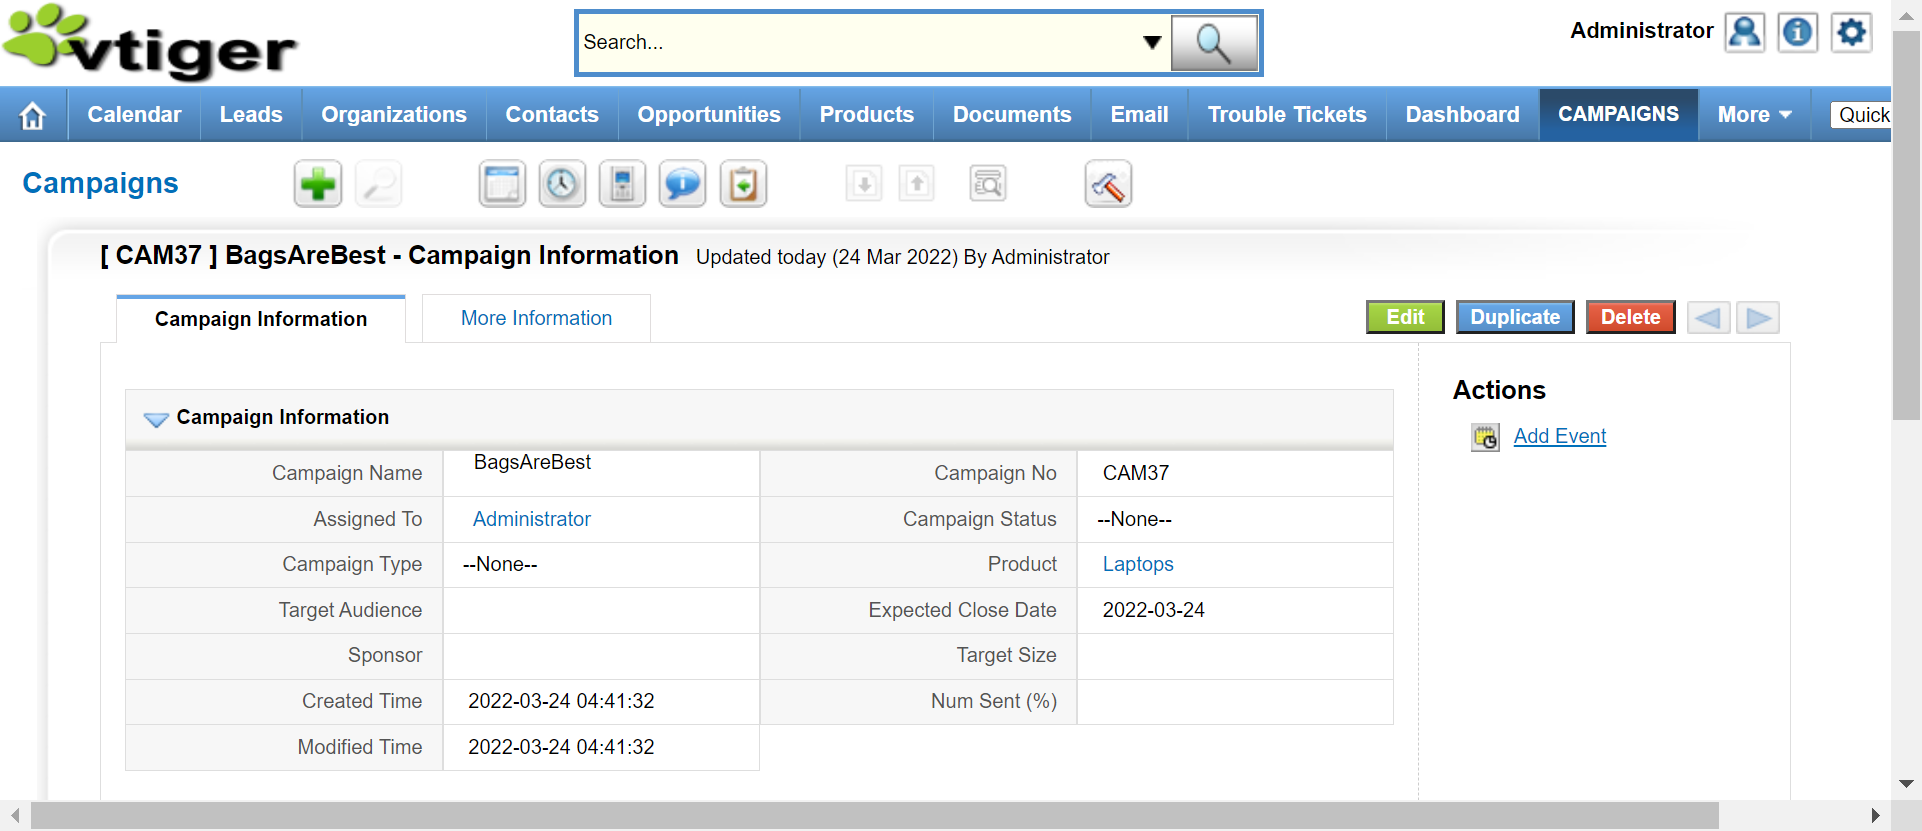 vtiger
Search...
Administrator
Calendar Leads Organizations Contacts Opportunities Products Documents Email Trouble Tickets Dashboard CAMPAIGNS More Quick
Campaigns
[ CAM37 ] BagsAreBest - Campaign Information Updated today (24 Mar 2022) By Administrator
Campaign Information More Information Edit Duplicate Delete
Actions
Add Event
Campaign Information
Campaign Name BagsAreBest Campaign No CAM37
Assigned To Administrator Campaign Status --None--
Campaign Type --None-- Product Laptops
Target Audience Expected Close Date 2022-03-24
Sponsor Target Size
Created Time 2022-03-24 04:41:32 Num Sent (%)
Modified Time 2022-03-24 04:41:32